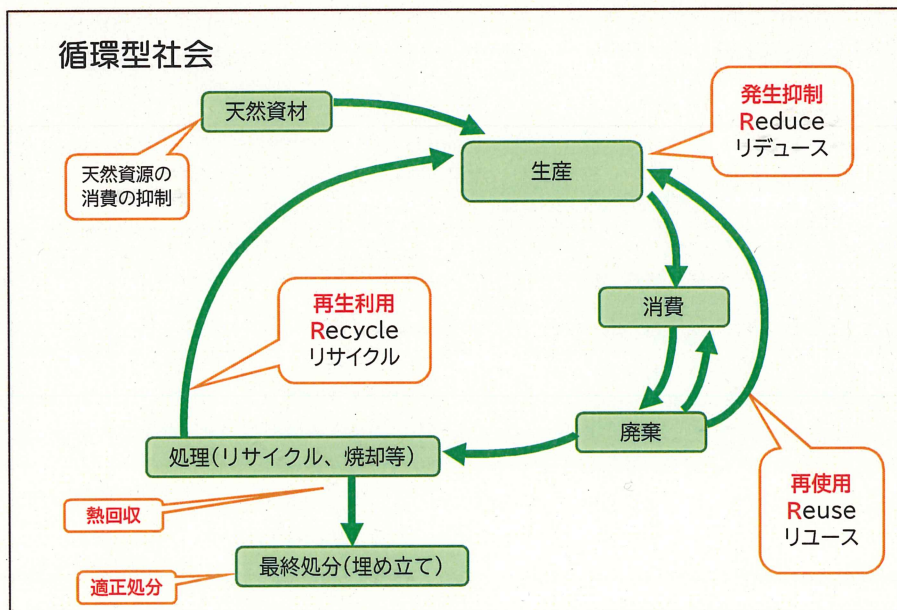 循環型社会
天然資材
発生抑制
Reduce
リデュース
天然資源の
消費の抑制
生産
再生利用
Recycle
リサイクル
消費
廃棄
処理(リサイクル、焼却等)
再使用
Reuse
リユース
熱回収
最終処分(埋め立て)
適正処分